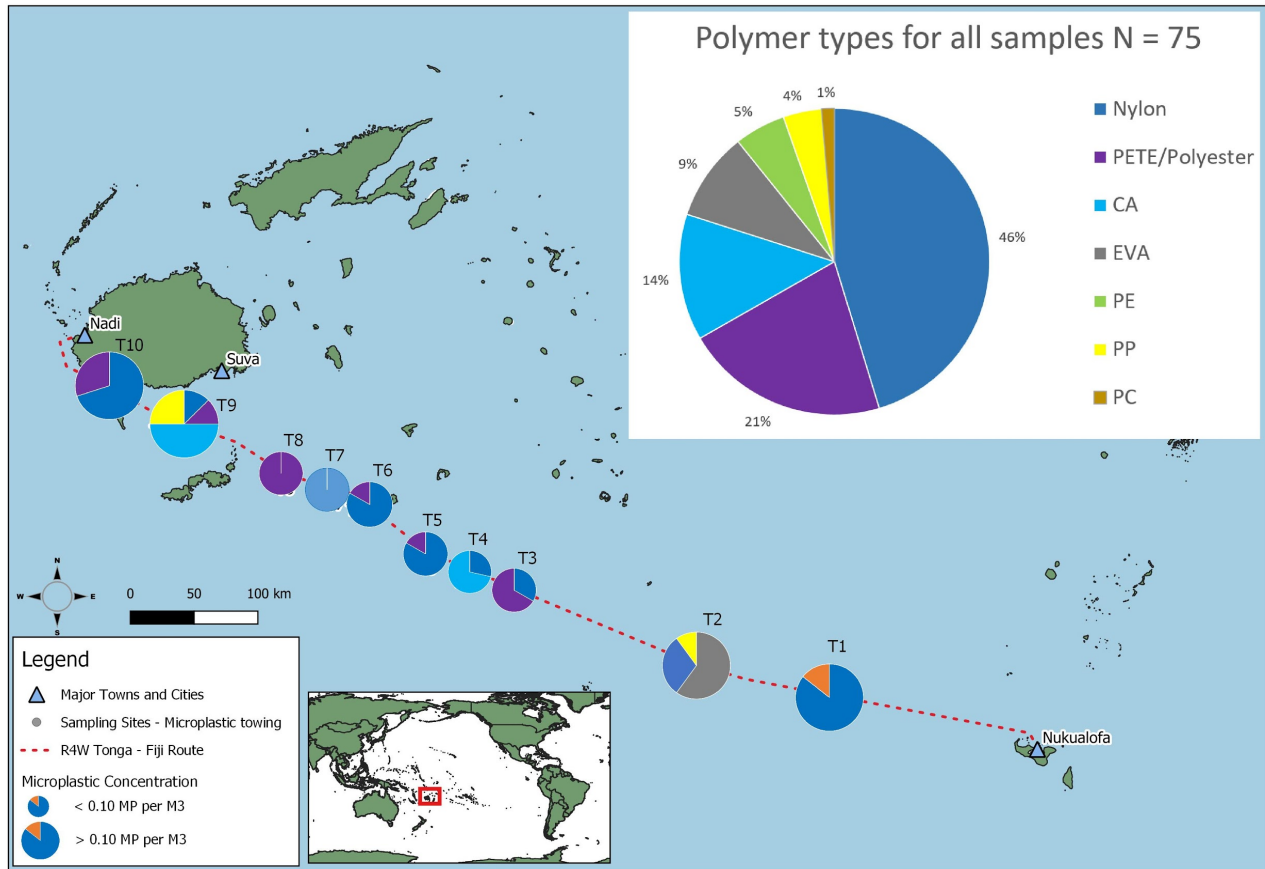 Polymer types for all samples N = 75
1%
4%
5%
9%
14%
21%
46%
Nylon
PETE/Polyester
CA
EVA
PE
PP
PC
Nadi
T10
Suva
T9
T8
T7
T6
T5
T4
T3
T2
T1
Nukualofa
N
W E
S
0 50 100 km
Legend
Major Towns and Cities
Sampling Sites - Microplastic towing
R4W Tonga - Fiji Route
Microplastic Concentration
< 0.10 MP per M3
> 0.10 MP per M3